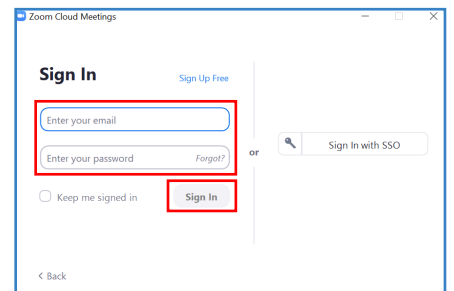 Zoom Cloud Meetings
Sign In
Sign Up Free
Enter your email
Enter your password Forgot?
or
Sign In with SSO
Keep me signed in
Sign In
< Back